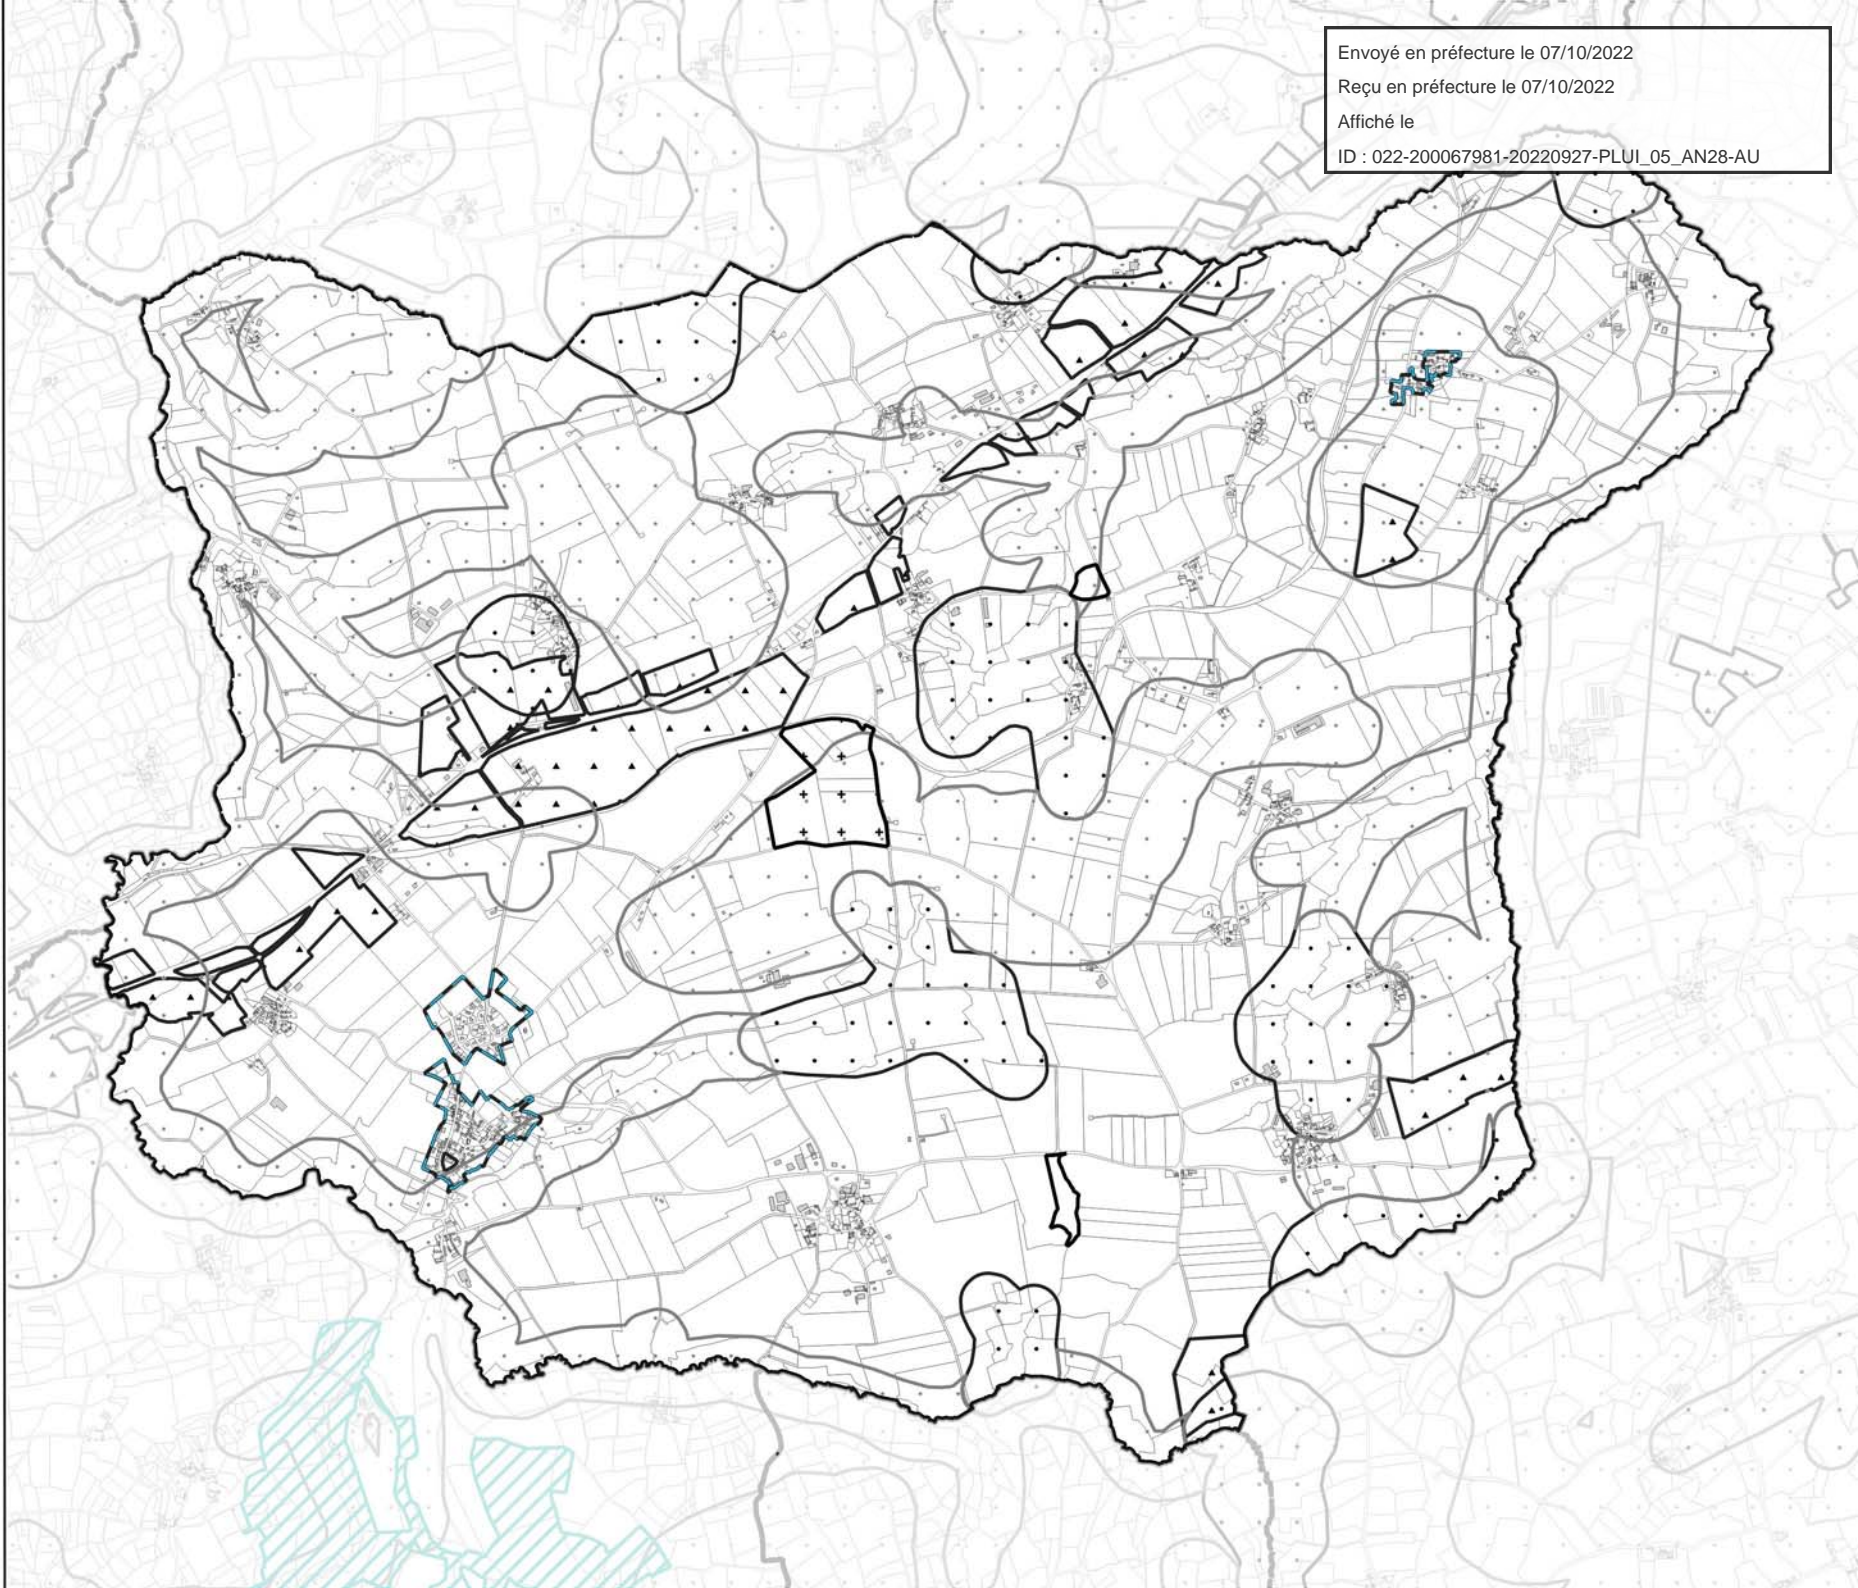 Envoyé en préfecture le 07/10/2022
Reçu en préfecture le 07/10/2022
Affiché le
ID : 022-200067981-20220927-PLUI_05_AN28-AU